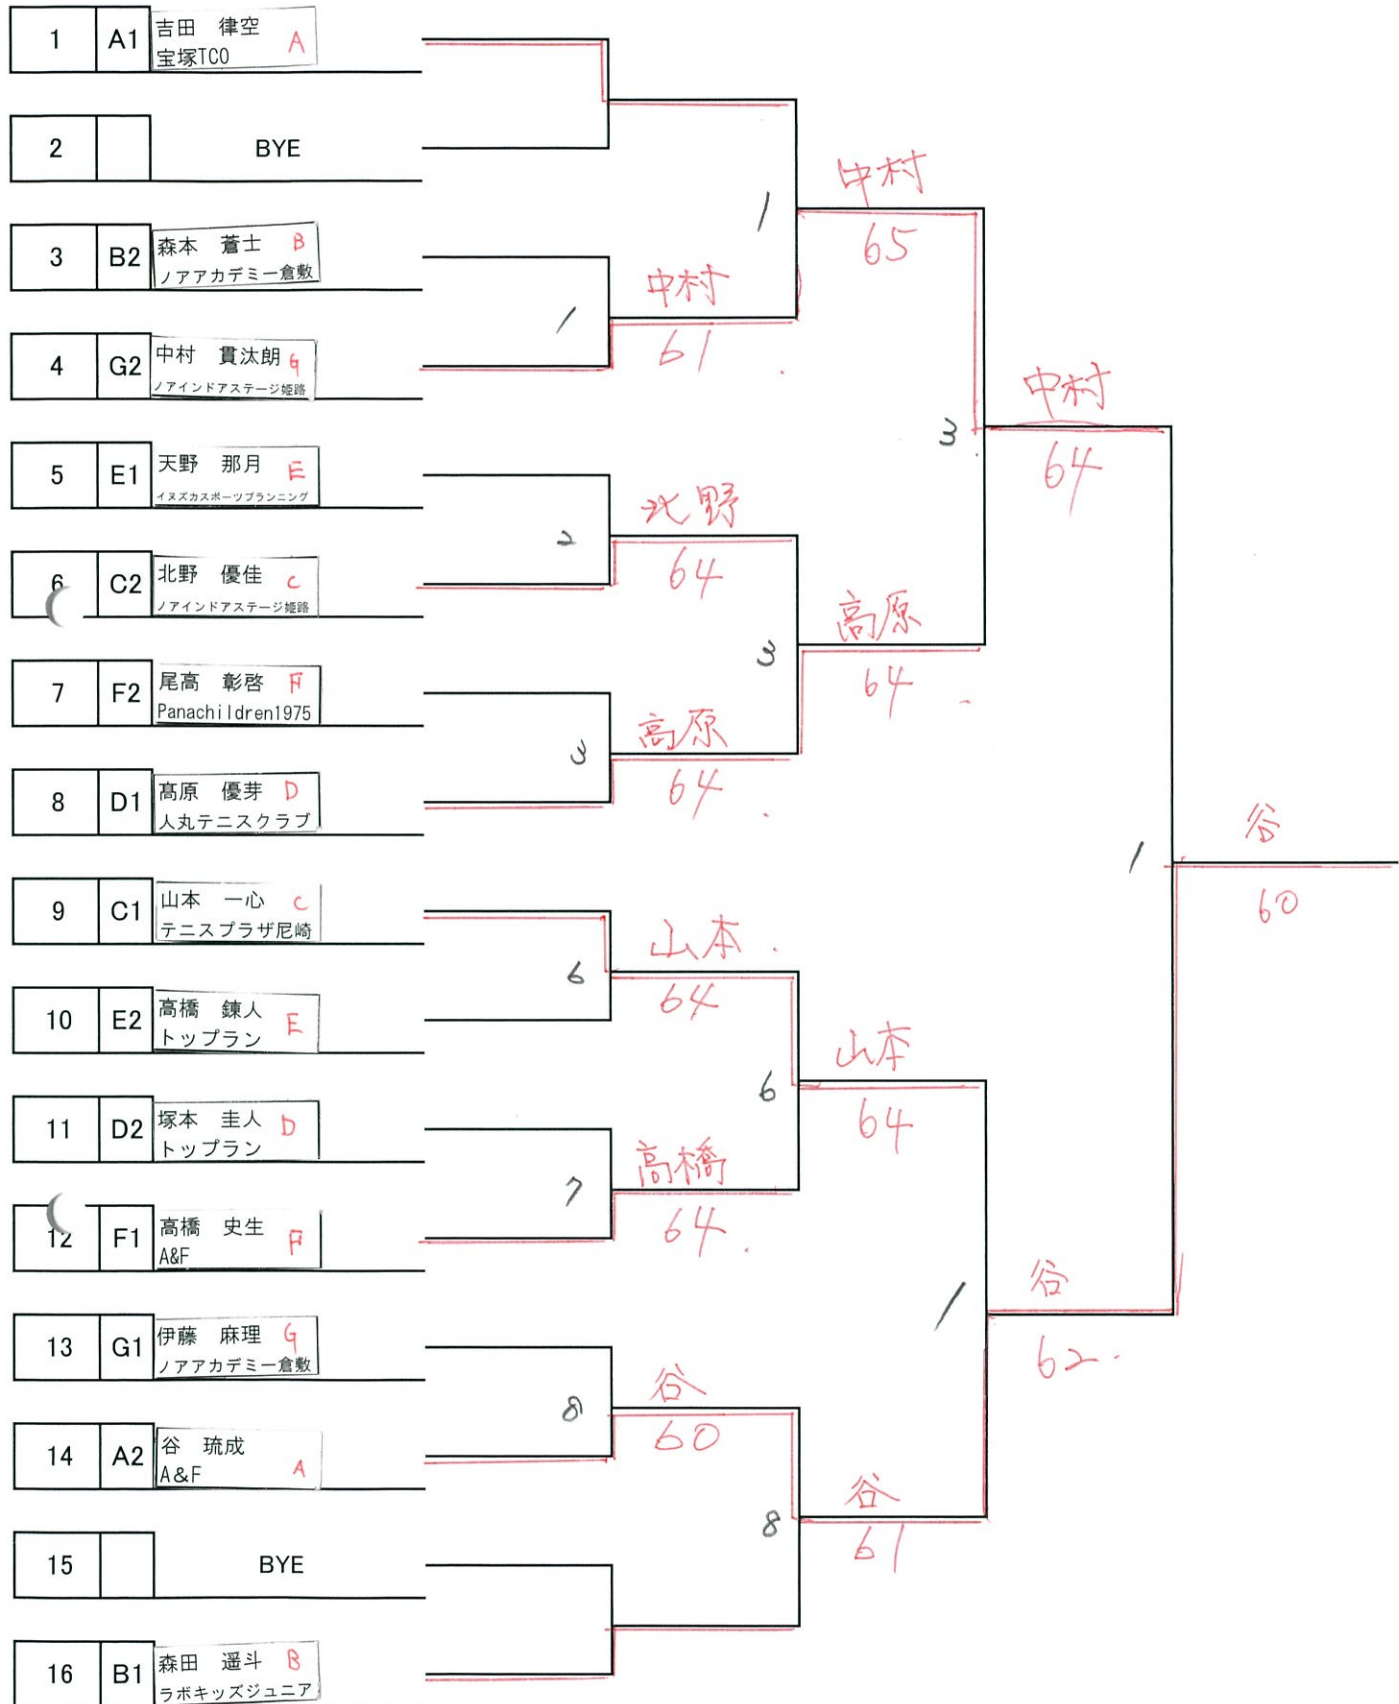 1 A1 吉田 律空 A
宝塚TCO
2 BYE
中村
1
65
3 B2 森本 蒼士 B
ノアアカデミー倉敷
中村
1
61
4 G2 中村 貫汰朗 G
ノアインドアステージ姫路
中村
3
64
5 E1 天野 那月 E
イヌズカスポーツプランニング
北野
2
64
6 C2 北野 優佳 C
ノアインドアステージ姫路
高原
3
64
7 F2 尾高 彰啓 F
Panachildren1975
高原
3
64
8 D1 髙原 優芽 D
人丸テニスクラブ
谷
1
60
9 C1 山本 一心 C
テニスプラザ尼崎
山本
6
64
10 E2 高橋 錬人 E
トップラン
山本
6
64
11 D2 塚本 圭人 D
トップラン
高橋
7
64
12 F1 高橋 史生 F
A&F
谷
1
62
13 G1 伊藤 麻理 G
ノアアカデミー倉敷
谷
8
60
14 A2 谷 琉成 A
A&F
谷
8
61
15 BYE
16 B1 森田 遥斗 B
ラボキッズジュニア